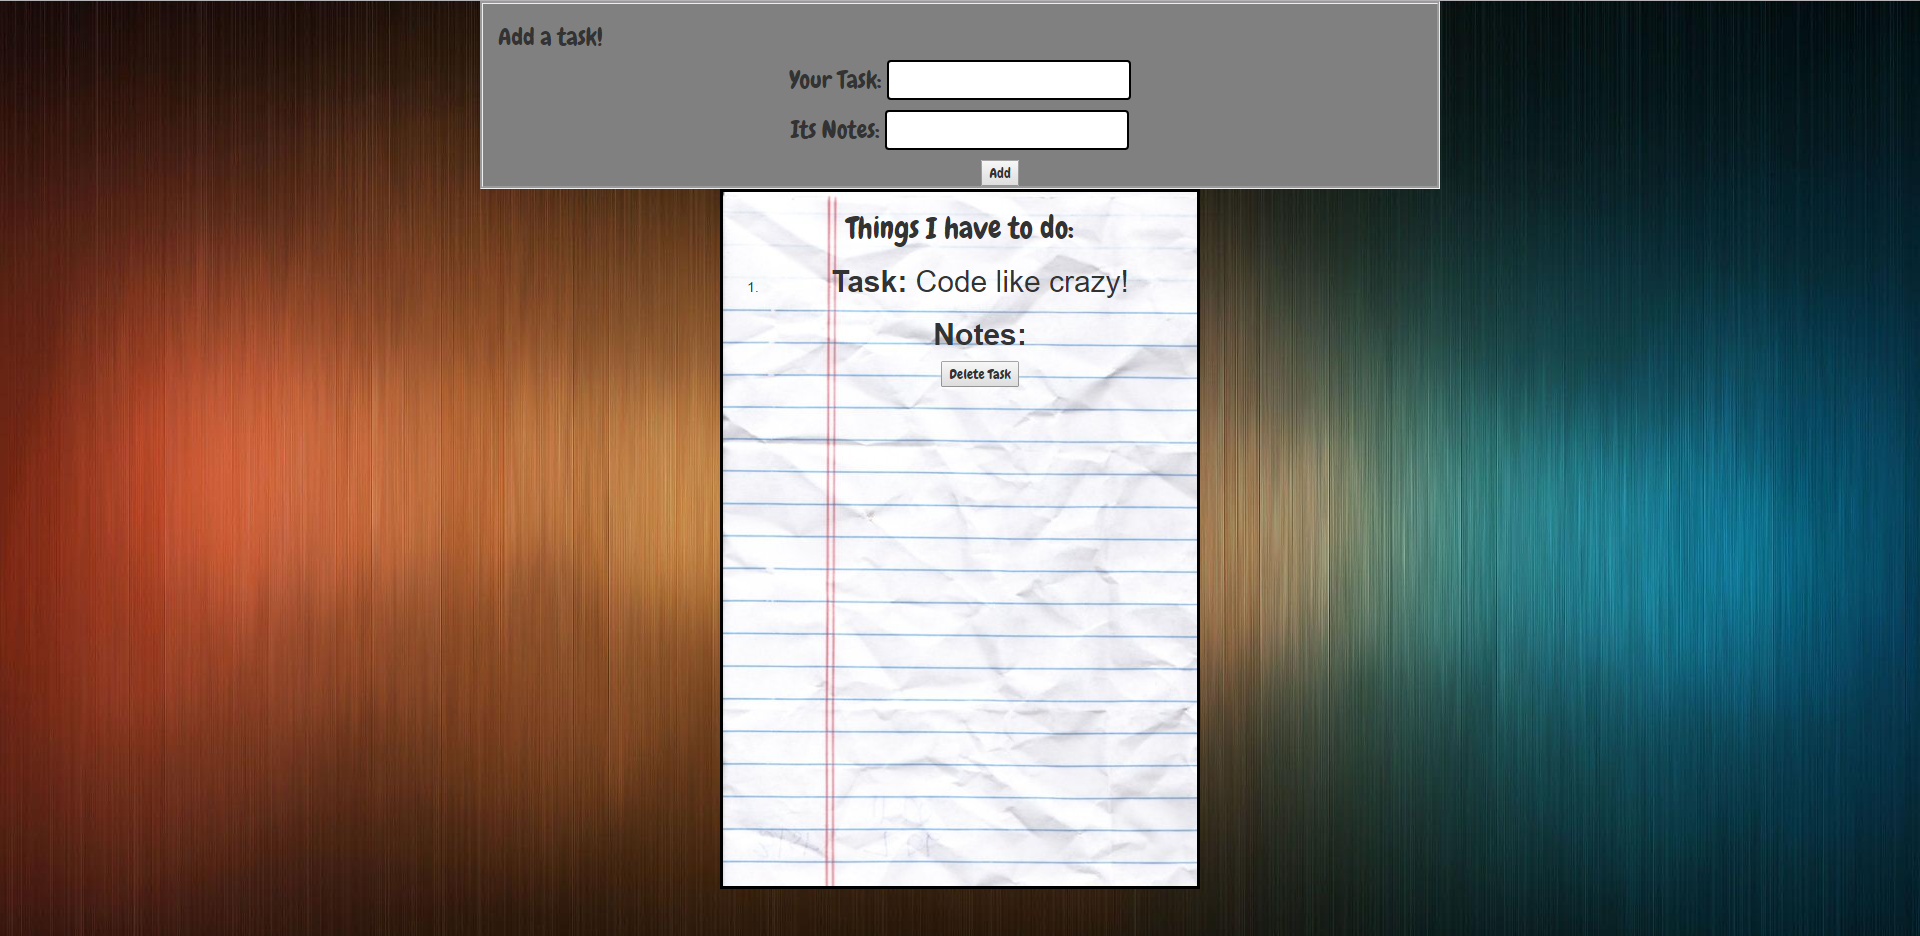 Add a task!
Your Task:
Its Notes:
Add
Things I have to do:
1. Task: Code like crazy!
Notes:
Delete Task